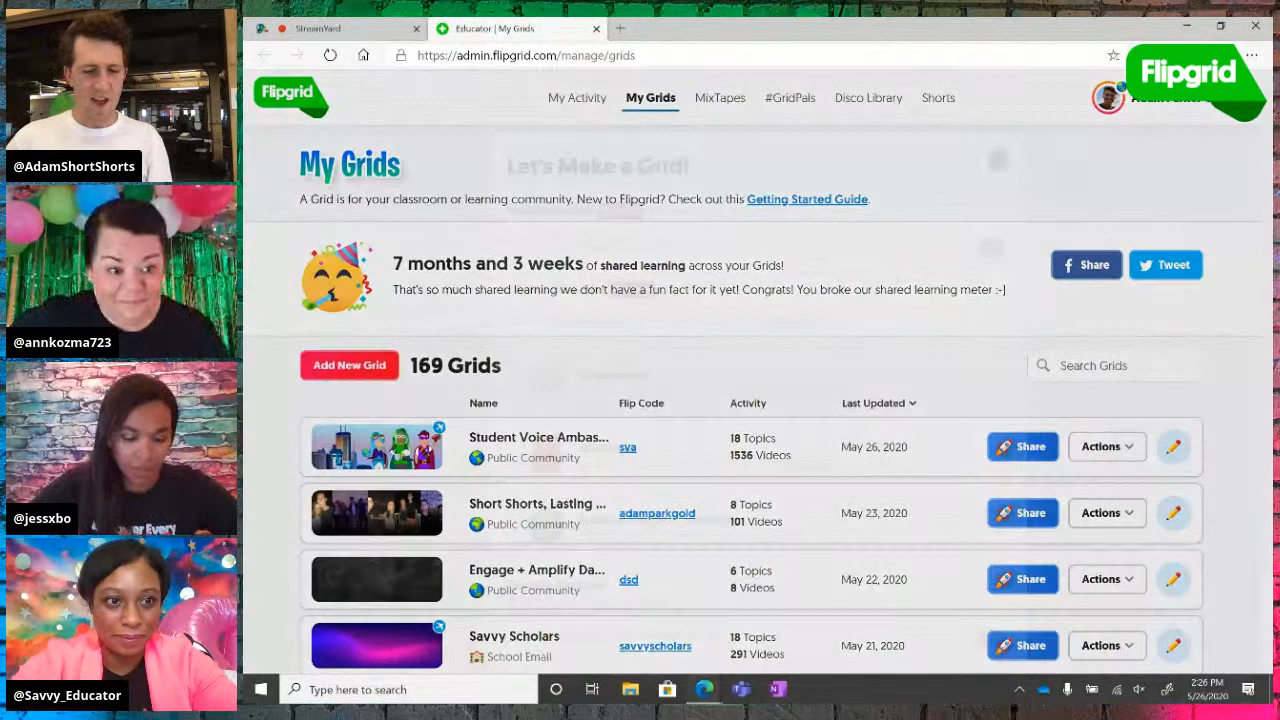 @AdamShortShorts
@annkozma723
@jessxbo
@Savvy_Educator
StreamYard
Educator | My Grids
https://admin.flipgrid.com/manage/grids
Flipgrid
My Activity
My Grids
MixTapes
#GridPals
Disco Library
Shorts
Flipgrid
My Grids
Let's Make a Grid!
A Grid is for your classroom or learning community. New to Flipgrid? Check out this Getting Started Guide.
7 months and 3 weeks of shared learning across your Grids!
That's so much shared learning we don't have a fun fact for it yet! Congrats! You broke our shared learning meter :-]
Share
Tweet
Add New Grid
169 Grids
Search Grids
Name Flip Code Activity Last Updated
Student Voice Ambas...
Public Community
sva
18 Topics
1536 Videos
May 26, 2020
Share
Actions
Short Shorts, Lasting ...
Public Community
adamparkgold
8 Topics
101 Videos
May 23, 2020
Share
Actions
Engage + Amplify Da...
Public Community
dsd
6 Topics
8 Videos
May 22, 2020
Share
Actions
Savvy Scholars
School Email
savvyscholars
18 Topics
291 Videos
May 21, 2020
Share
Actions
Type here to search
2:26 PM
5/26/2020